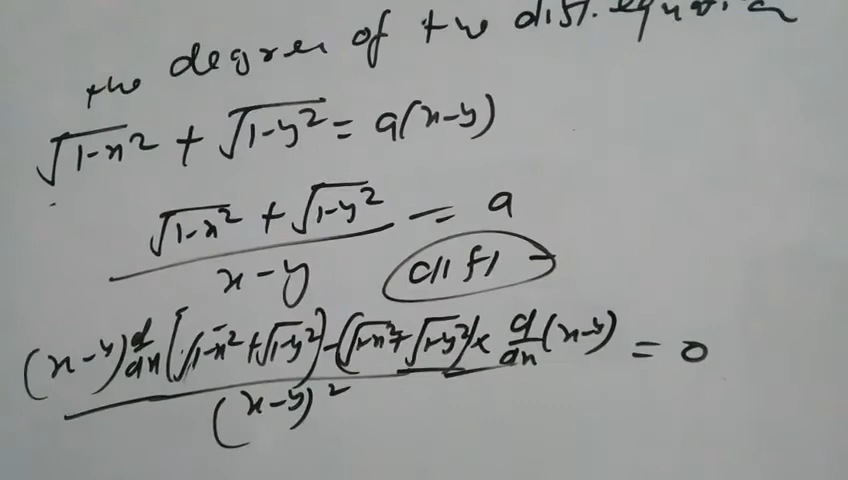 the degree of the diff. equation
√1-x² + √1-y² = a(x-y)
√1-x² + √1-y² / x-y = a
diff
(x-y) d/dx (√1-x² + √1-y²) - (√1-x² + √1-y²) × d/dx (x-y) / (x-y)² = 0